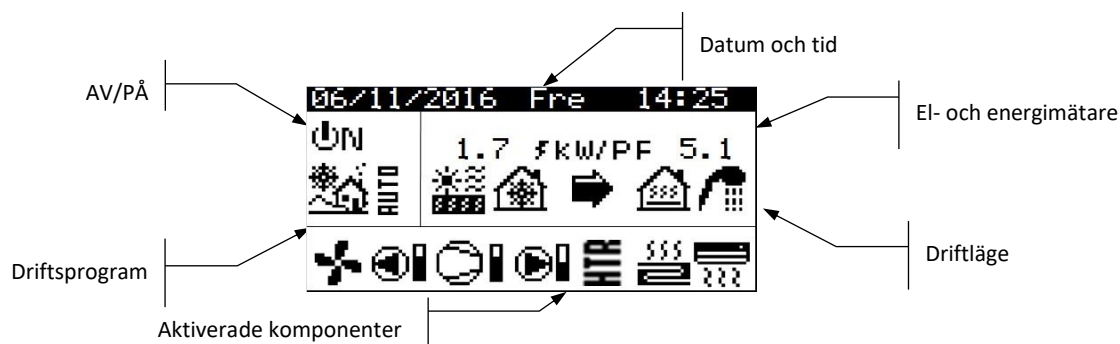 Datum och tid
AV/PÅ
06/11/2016 Fre 14:25
El- och energimätare
ON
1.7 kW/PF 5.1
AUTO
Driftläge
Driftsprogram
HTR
Aktiverade komponenter